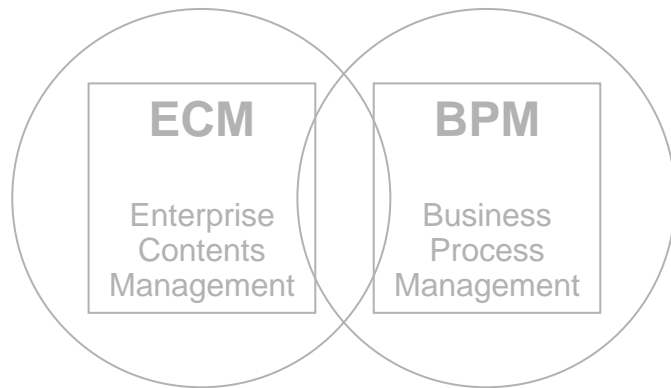 ECM
Enterprise
Contents
Management
BPM
Business
Process
Management